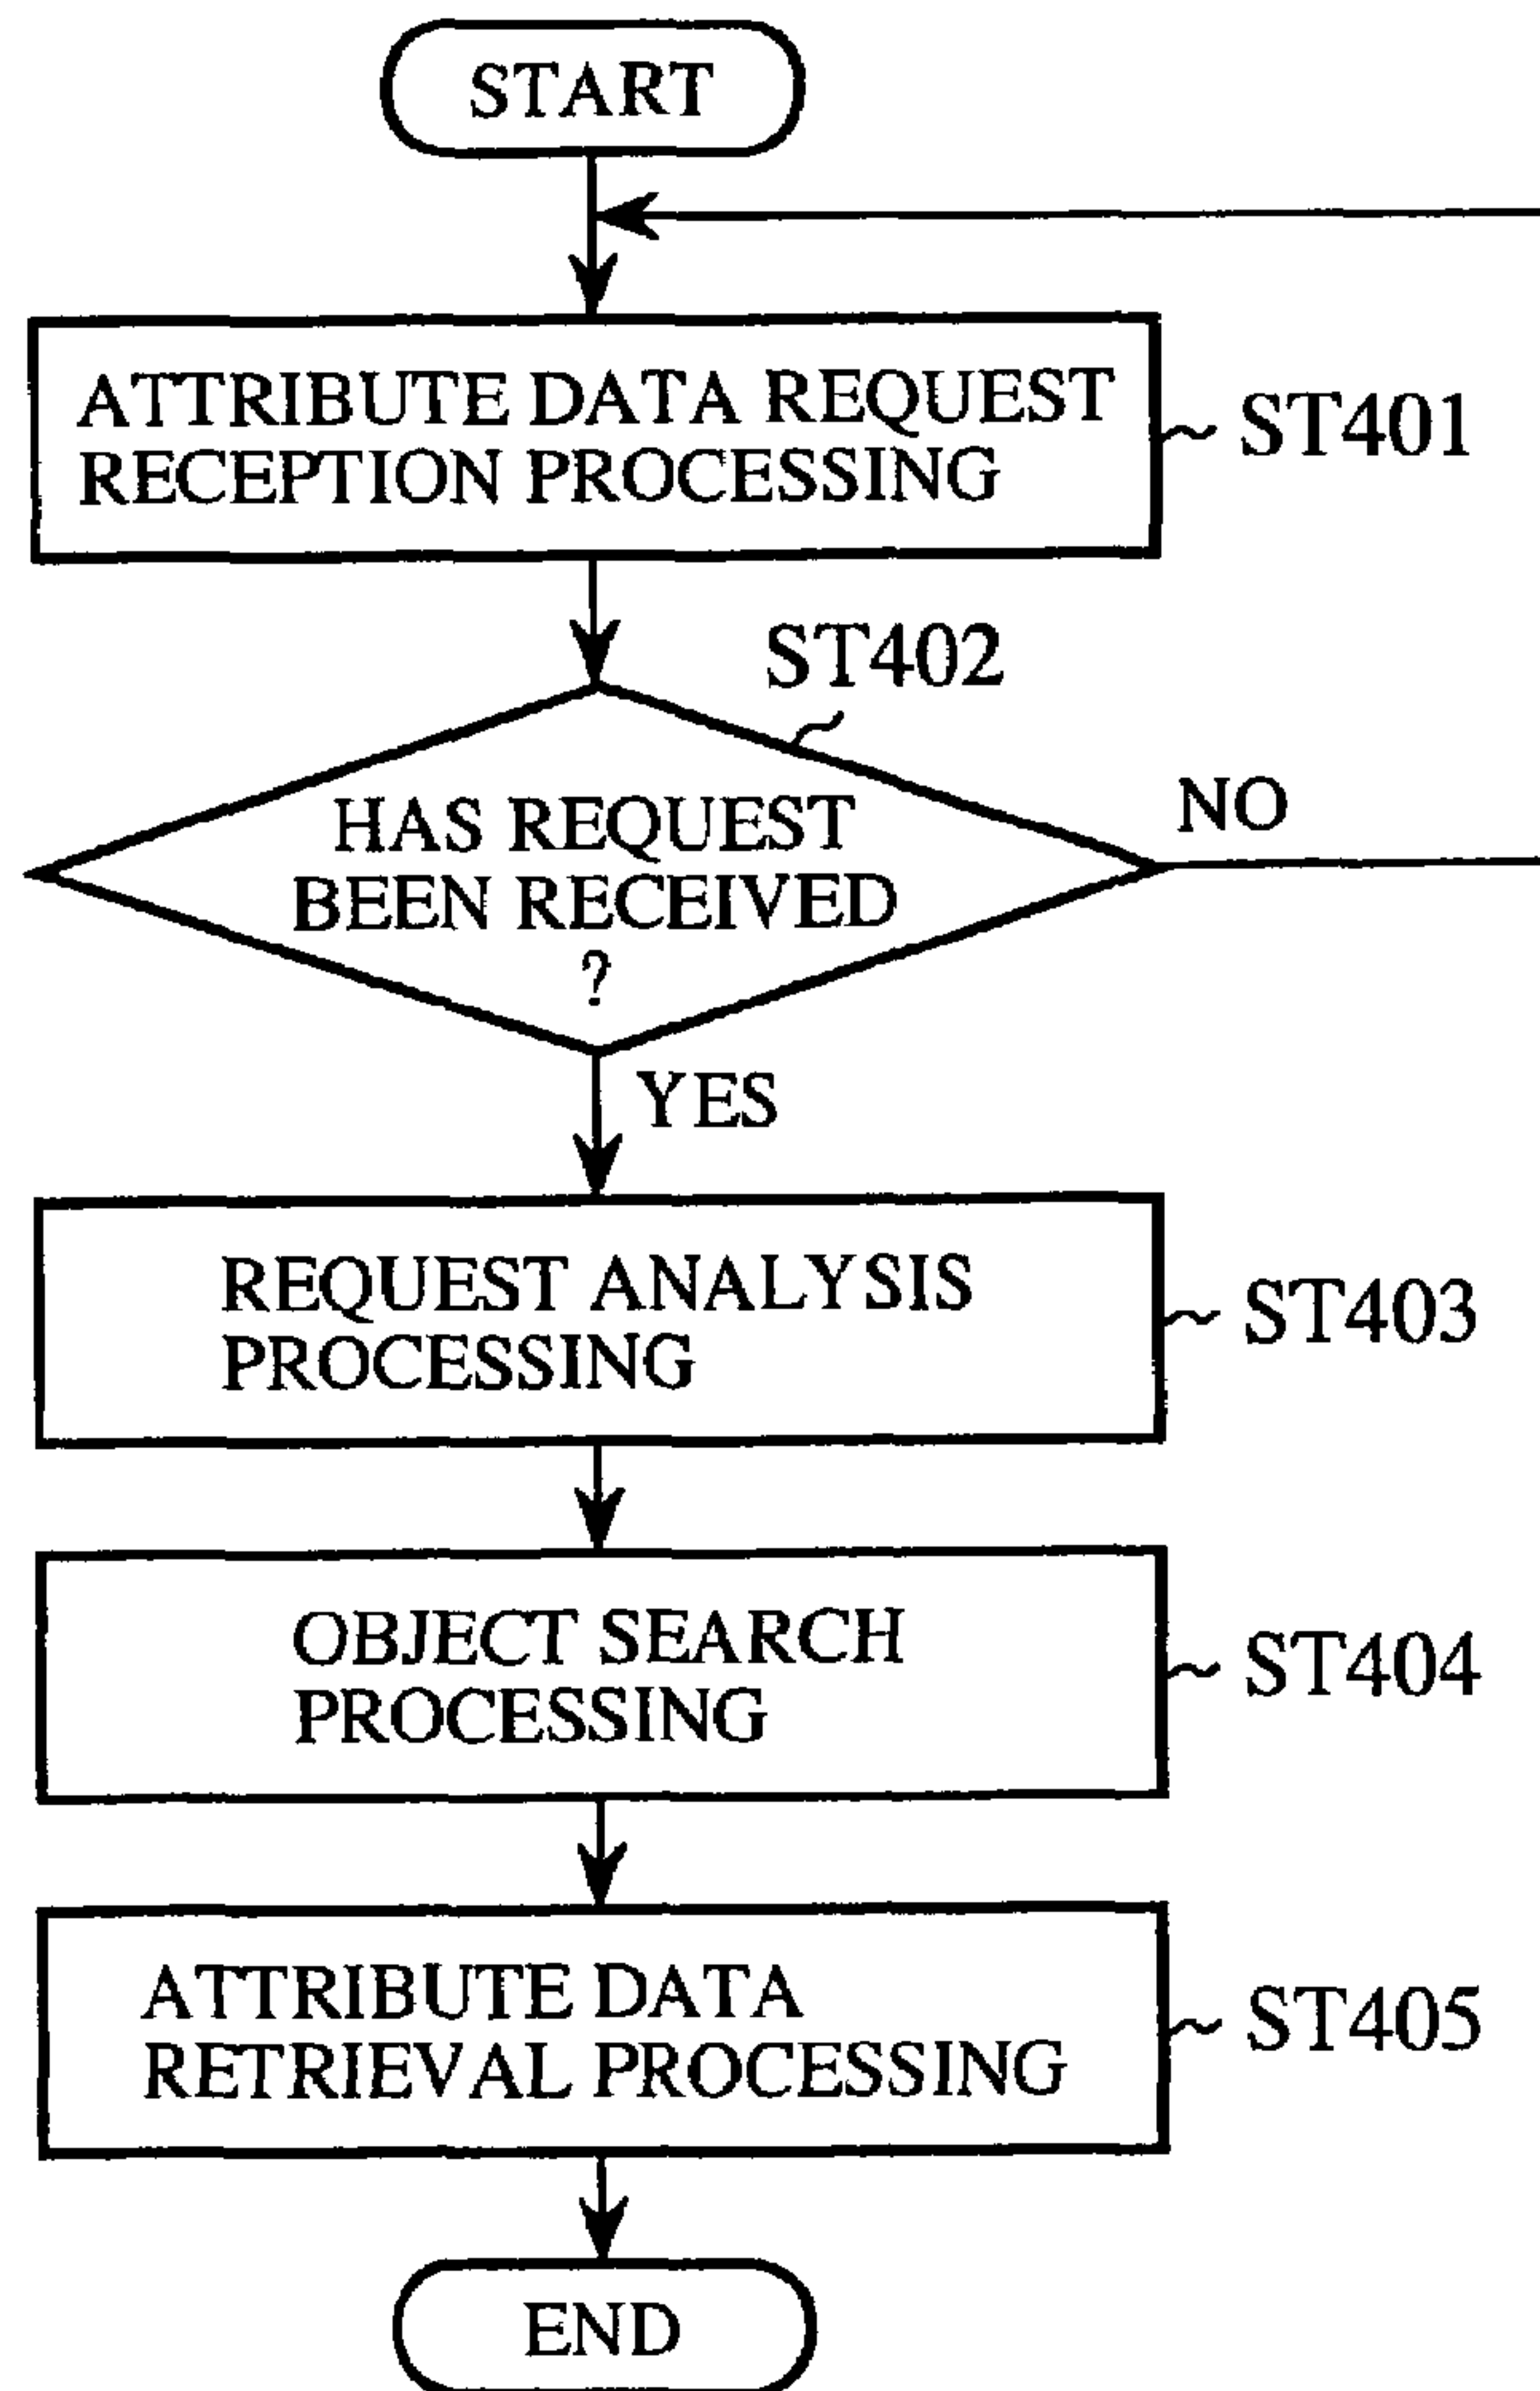 START
ATTRIBUTE DATA REQUEST
RECEPTION PROCESSING
ST401
ST402
HAS REQUEST
BEEN RECEIVED
?
NO
YES
REQUEST ANALYSIS
PROCESSING
ST403
OBJECT SEARCH
PROCESSING
ST404
ATTRIBUTE DATA
RETRIEVAL PROCESSING
ST405
END